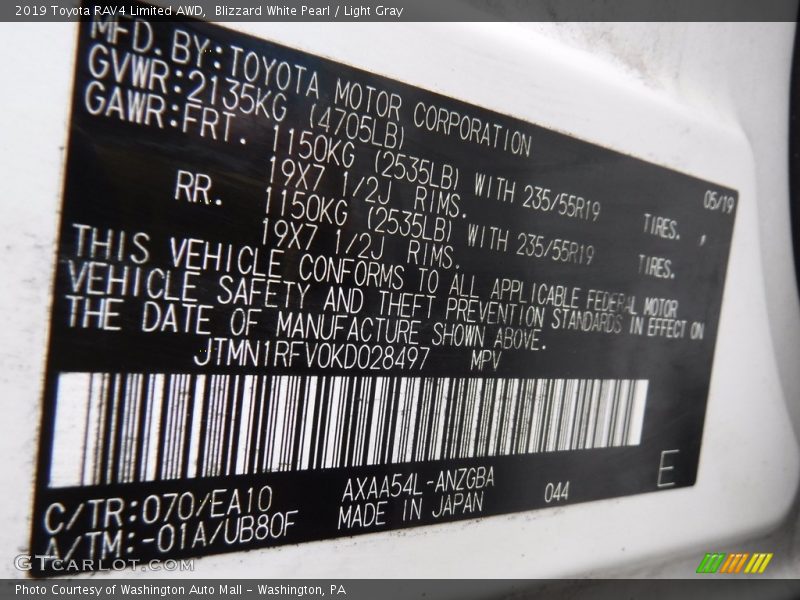 2019 Toyota RAV4 Limited AWD,  Blizzard White Pearl / Light Gray
MFD.BY:TOYOTA MOTOR CORPORATION
GVWR:2135KG (4705LB) 05/19
GAWR:FRT. 1150KG (2535LB) WITH 235/55R19 TIRES.,
19X7 1/2J RIMS.
RR. 1150KG (2535LB) WITH 235/55R19 TIRES.
19X7 1/2J RIMS.
THIS VEHICLE CONFORMS TO ALL APPLICABLE FEDERAL MOTOR
VEHICLE SAFETY AND THEFT PREVENTION STANDARDS IN EFFECT ON
THE DATE OF MANUFACTURE SHOWN ABOVE.
JTMN1RFV0KD028497 MPV
C/TR:070/EA10 AXAA54L-ANZGBA 044 E
A/TM:-01A/UB80F MADE IN JAPAN
GTcarlot.com
Photo Courtesy of Washington Auto Mall - Washington, PA